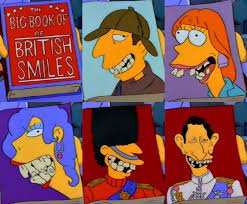 THE
BIG BOOK OF
BRITISH
SMILES